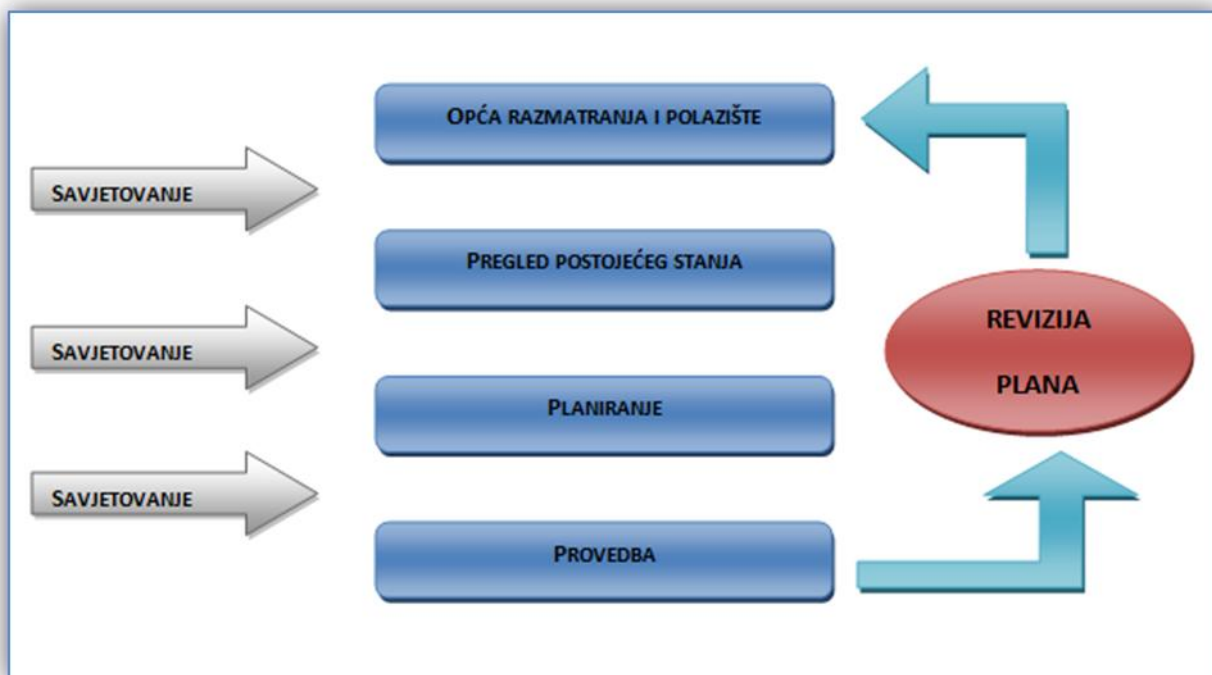 OPĆA RAZMATRANJA I POLAZIŠTE
SAVJETOVANJE
PREGLED POSTOJEĆEG STANJA
REVIZIJA
PLANA
SAVJETOVANJE
PLANIRANJE
SAVJETOVANJE
PROVEDBA